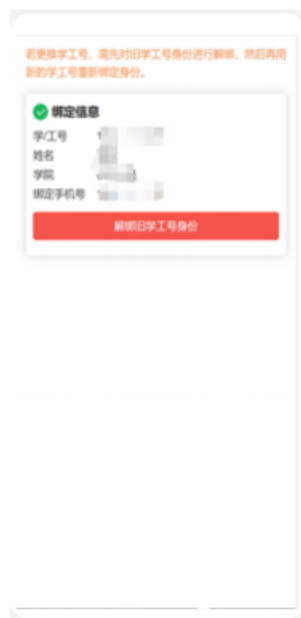 若更换学工号，需先对旧学工号身份进行解绑，然后再用
新的学工号重新绑定身份。
绑定信息
学/工号
姓名
学院
绑定手机号
解绑旧学工号身份